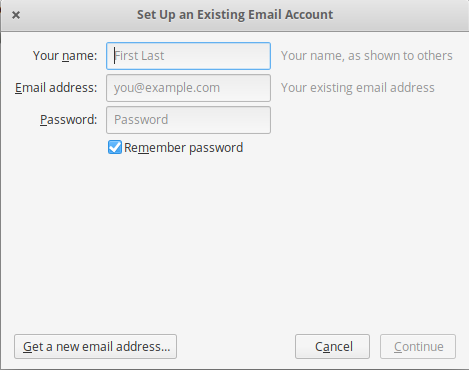 Set Up an Existing Email Account
Your name: First Last Your name, as shown to others
Email address: you@example.com Your existing email address
Password: Password
Remember password
Get a new email address... Cancel Continue